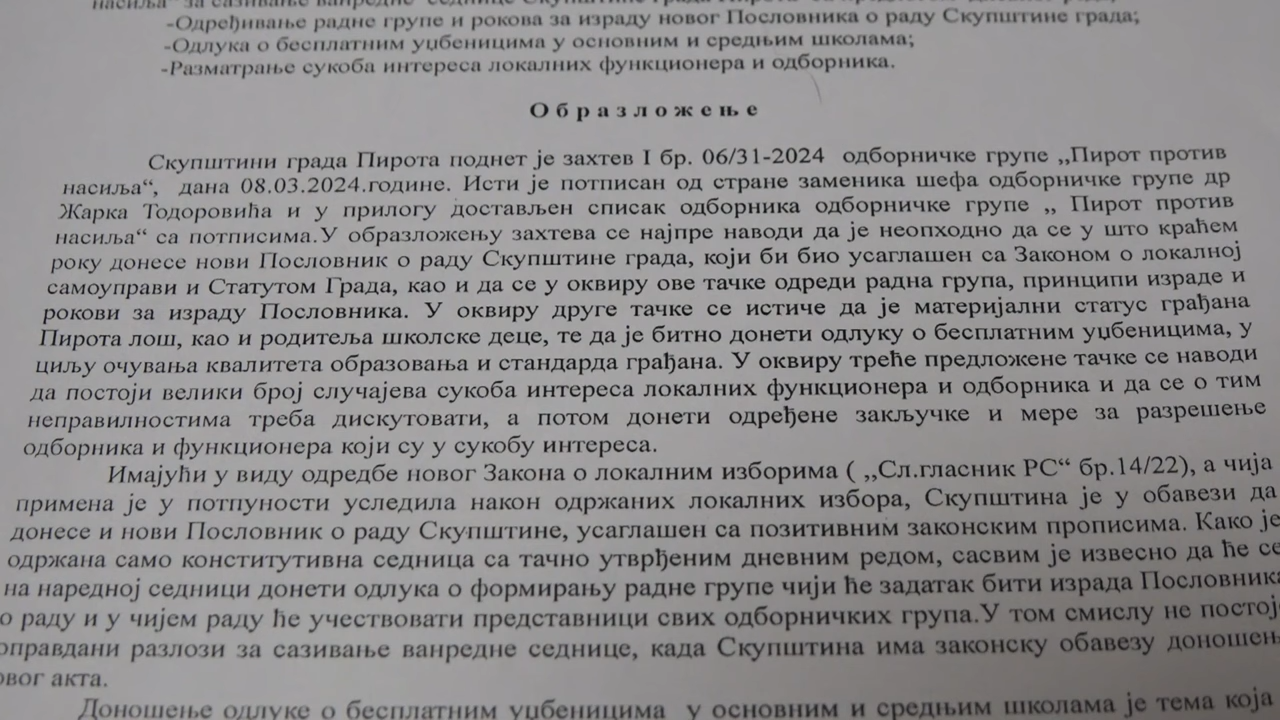 насиља“ за сазивање ванредне седнице Скупштине града Пирота са предлогом дневног реда,
-Одређивање радне групе и рокова за израду новог Пословника о раду Скупштине града;
-Одлука о бесплатним уџбеницима у основним и средњим школама;
-Разматрање сукоба интереса локалних функционера и одборника.
О б р а з л о ж е њ е
Скупштини града Пирота поднет је захтев I бр. 06/31-2024 одборничке групе ,,Пирот против
насиља“, дана 08.03.2024.године. Исти је потписан од стране заменика шефа одборничке групе др
Жарка Тодоровића и у прилогу достављен списак одборника одборничке групе ,, Пирот против
насиља“ са потписима.У образложењу захтева се најпре наводи да је неопходно да се у што краћем
року донесе нови Пословник о раду Скупштине града, који би био усаглашен са Законом о локалној
самоуправи и Статутом Града, као и да се у оквиру ове тачке одреди радна група, принципи израде и
рокови за израду Пословника. У оквиру друге тачке се истиче да је материјални статус грађана
Пирота лош, као и родитеља школске деце, те да је битно донети одлуку о бесплатним уџбеницима, у
циљу очувања квалитета образовања и стандарда грађана. У оквиру треће предложене тачке се наводи
да постоји велики број случајева сукоба интереса локалних функционера и одборника и да се о тим
неправилностима треба дискутовати, а потом донети одређене закључке и мере за разрешење
одборника и функционера који су у сукобу интереса.
Имајући у виду одредбе новог Закона о локалним изборима ( ,,Сл.гласник РС“ бр.14/22), а чија
примена је у потпуности уследила након одржаних локалних избора, Скупштина је у обавези да
донесе и нови Пословник о раду Скупштине, усаглашен са позитивним законским прописима. Како је
одржана само конститутивна седница са тачно утврђеним дневним редом, сасвим је извесно да ће се
на наредној седници донети одлука о формирању радне групе чији ће задатак бити израда Пословника
о раду и у чијем раду ће учествовати представници свих одборничких група.У том смислу не постоје
оправдани разлози за сазивање ванредне седнице, када Скупштина има законску обавезу доношењ
овог акта.
Доношење одлуке о бесплатним уџбеницима у основним и средњим школама је тема која